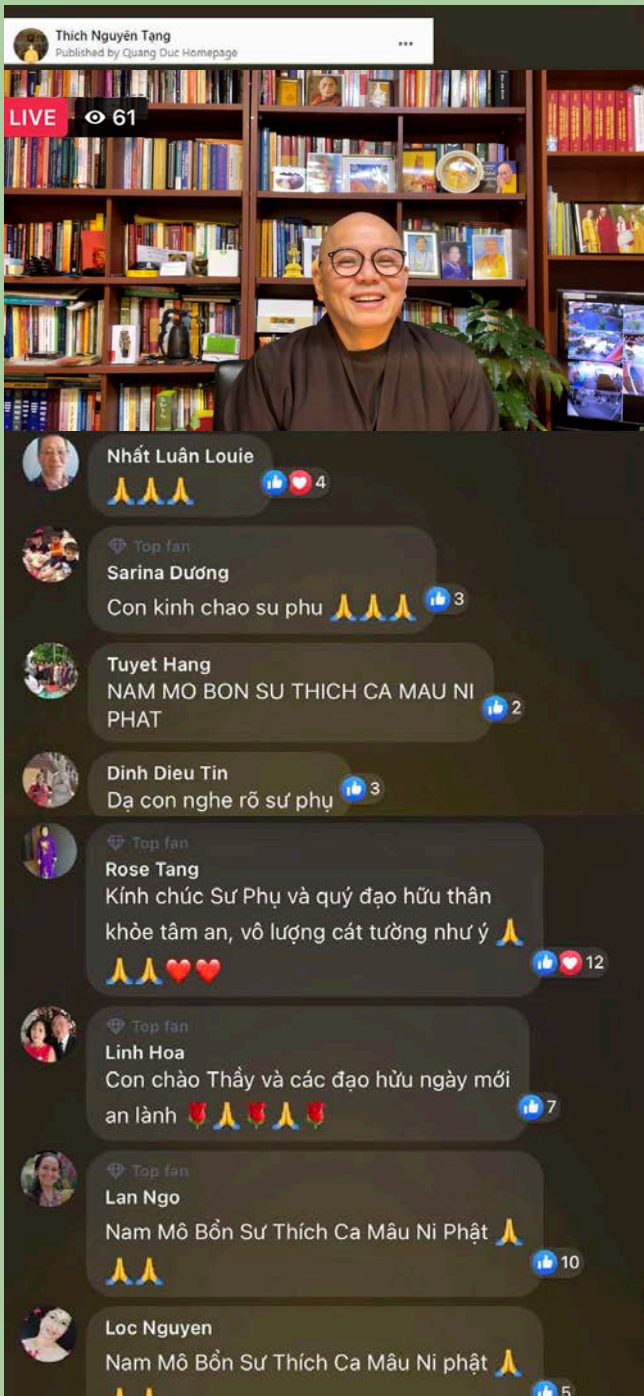 Thích Nguyên Tạng
Published by Quang Duc Homepage
LIVE 61
Nhất Luân Louie
🙏🙏🙏 4
Top fan
Sarina Dương
Con kinh chao su phu 🙏🙏🙏 3
Tuyet Hang
NAM MO BON SU THICH CA MAU NI
PHAT 2
Dinh Dieu Tin
Dạ con nghe rõ sư phụ 3
Top fan
Rose Tang
Kính chúc Sư Phụ và quý đạo hữu thân
khỏe tâm an, vô lượng cát tường như ý 🙏
🙏🙏❤️❤️ 12
Top fan
Linh Hoa
Con chào Thầy và các đạo hửu ngày mới
an lành 🌹🙏🌹🙏🌹 7
Top fan
Lan Ngo
Nam Mô Bổn Sư Thích Ca Mâu Ni Phật 🙏
🙏🙏 10
Loc Nguyen
Nam Mô Bổn Sư Thích Ca Mâu Ni phật 🙏
5